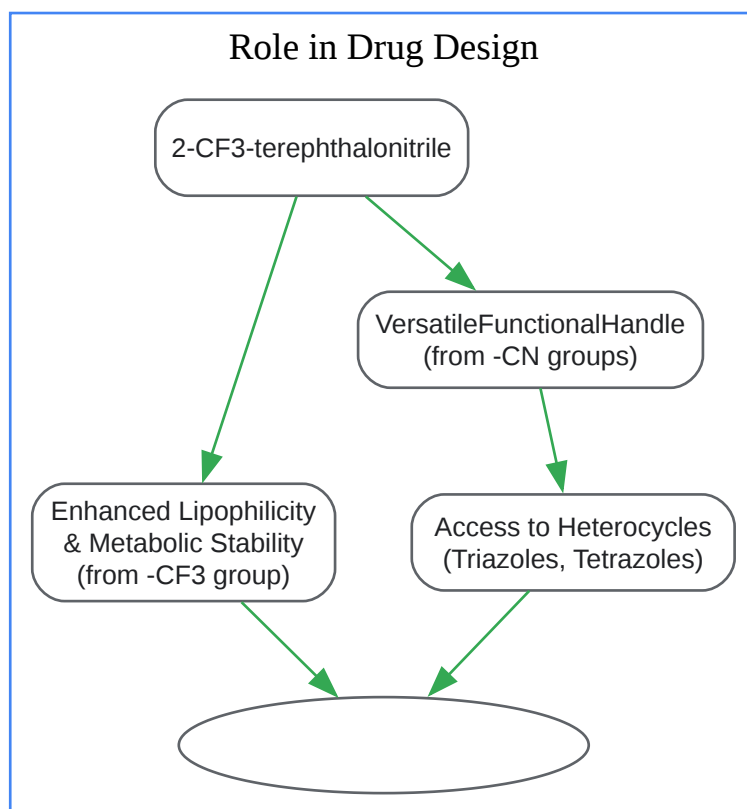 Role in Drug Design
2-CF3-terephthalonitrile
VersatileFunctionalHandle
(from -CN groups)
Enhanced Lipophilicity
& Metabolic Stability
(from -CF3 group)
Access to Heterocycles
(Triazoles, Tetrazoles)